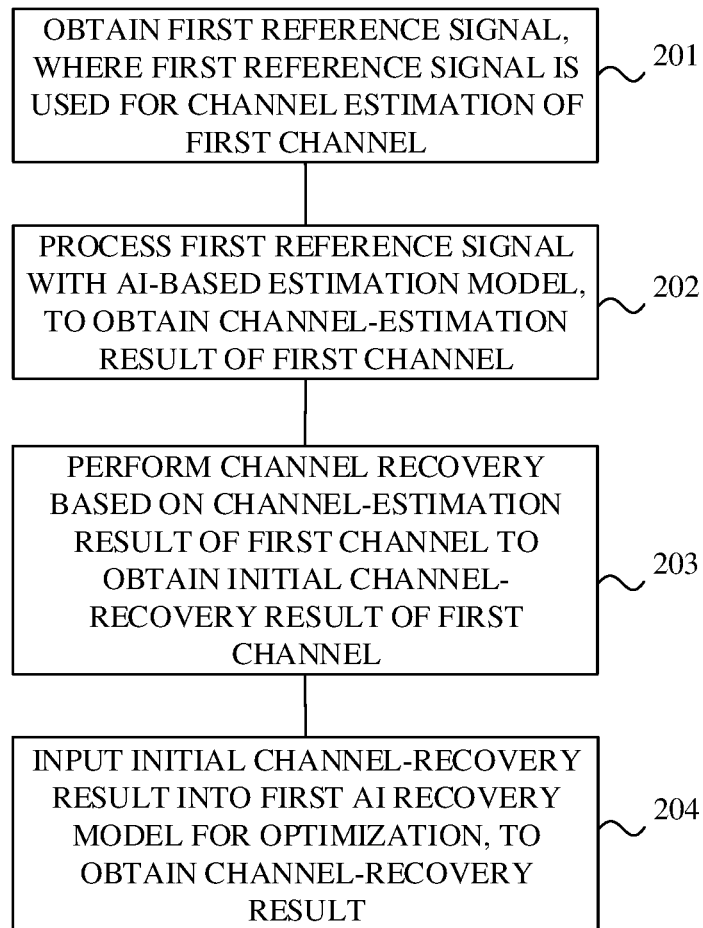 OBTAIN FIRST REFERENCE SIGNAL,
WHERE FIRST REFERENCE SIGNAL IS
USED FOR CHANNEL ESTIMATION OF
FIRST CHANNEL
201
PROCESS FIRST REFERENCE SIGNAL
WITH AI-BASED ESTIMATION MODEL,
TO OBTAIN CHANNEL-ESTIMATION
RESULT OF FIRST CHANNEL
202
PERFORM CHANNEL RECOVERY
BASED ON CHANNEL-ESTIMATION
RESULT OF FIRST CHANNEL TO
OBTAIN INITIAL CHANNEL-
RECOVERY RESULT OF FIRST
CHANNEL
203
INPUT INITIAL CHANNEL-RECOVERY
RESULT INTO FIRST AI RECOVERY
MODEL FOR OPTIMIZATION, TO
OBTAIN CHANNEL-RECOVERY
RESULT
204